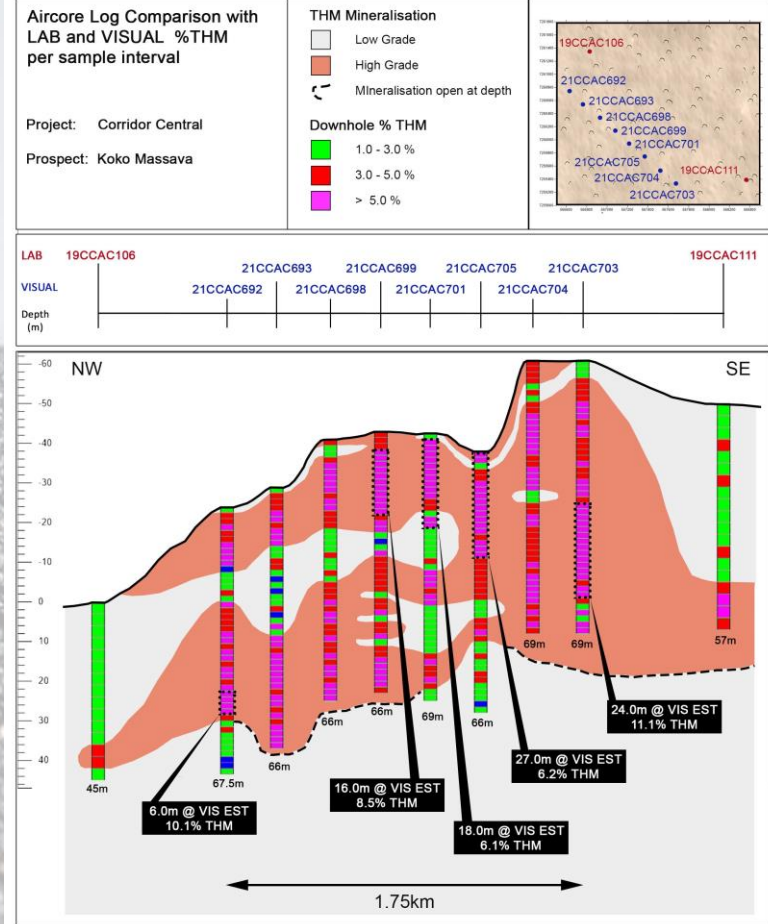 Aircore Log Comparison with
LAB and VISUAL %THM
per sample interval
Project: Corridor Central
Prospect: Koko Massava
THM Mineralisation
Low Grade
High Grade
MIneralisation open at depth
Downhole % THM
1.0 - 3.0 %
3.0 - 5.0 %
> 5.0 %
19CCAC106
21CCAC692
21CCAC693
21CCAC698
21CCAC699
21CCAC701
21CCAC705
21CCAC704
19CCAC111
21CCAC703
LAB 19CCAC106 19CCAC111
21CCAC693 21CCAC699 21CCAC705 21CCAC703
VISUAL 21CCAC692 21CCAC698 21CCAC701 21CCAC704
Depth
(m)
NW SE
-60
-50
-40
-30
-20
-10
0
10
20
30
40
45m
67.5m
66m
66m
66m
69m
66m
69m
69m
57m
6.0m @ VIS EST
10.1% THM
16.0m @ VIS EST
8.5% THM
18.0m @ VIS EST
6.1% THM
27.0m @ VIS EST
6.2% THM
24.0m @ VIS EST
11.1% THM
1.75km